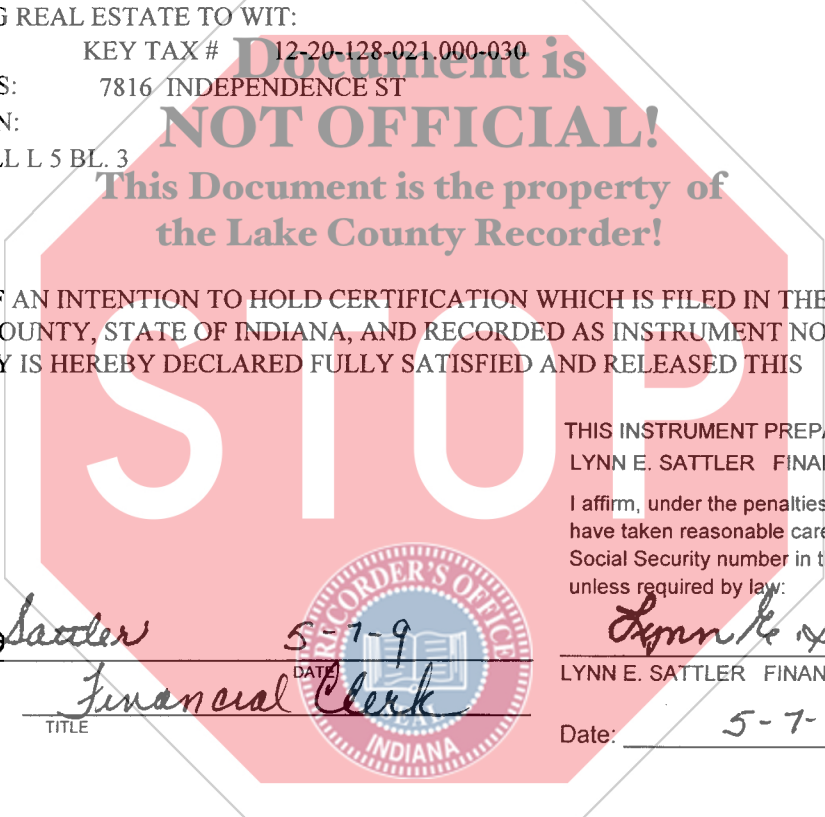 G REAL ESTATE TO WIT:
KEY TAX # 12-20-128-021.000-030
Document is
S: 7816 INDEPENDENCE ST
N:
NOT OFFICIAL!
LL L 5 BL. 3
This Document is the property of
the Lake County Recorder!
F AN INTENTION TO HOLD CERTIFICATION WHICH IS FILED IN THE
OUNTY, STATE OF INDIANA, AND RECORDED AS INSTRUMENT NO
Y IS HEREBY DECLARED FULLY SATISFIED AND RELEASED THIS
STOP
THIS INSTRUMENT PREPA
LYNN E. SATTLER FINAN
I affirm, under the penalties
have taken reasonable care
Social Security number in t
unless required by law:
RECORDER'S OFFICE
SEAL
INDIANA
Sattler 5-7-9
DATE
Financial Clerk
TITLE
Lynn E. S
LYNN E. SATTLER FINAN
Date: 5-7-